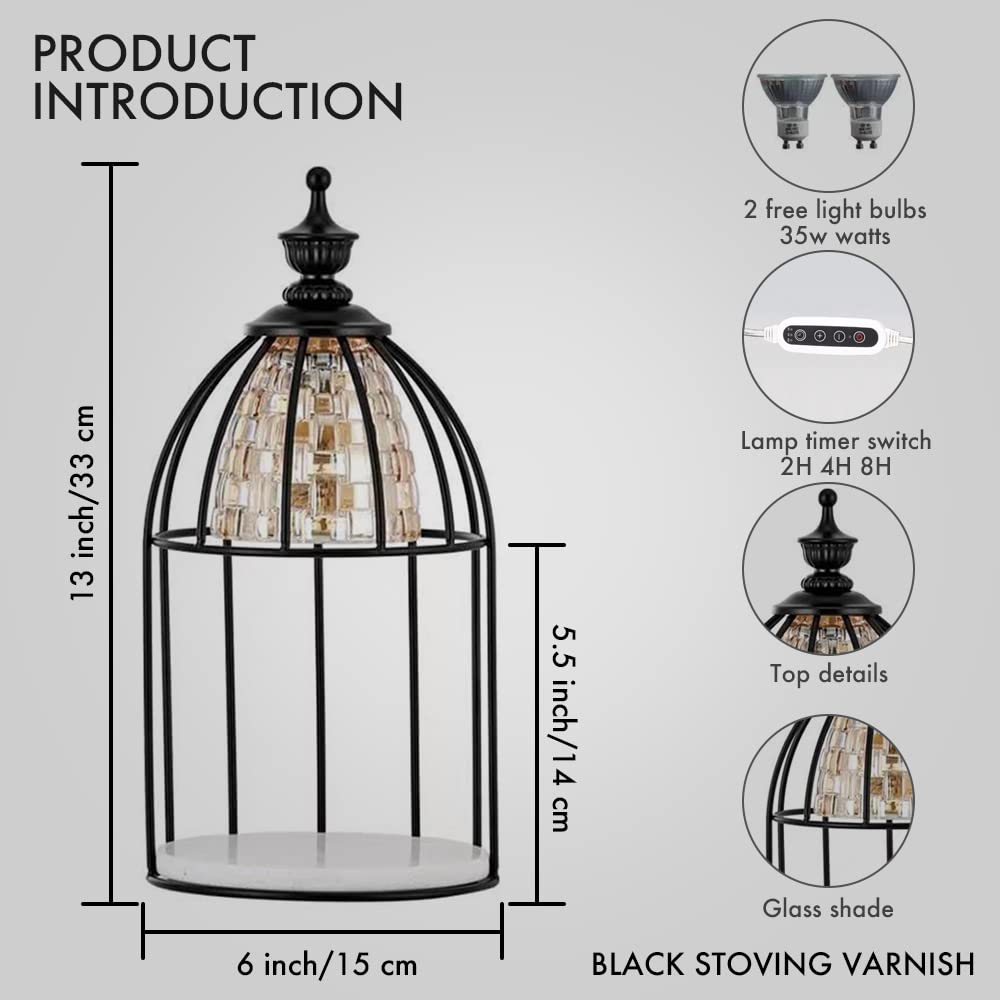 PRODUCT
INTRODUCTION
2 free light bulbs
35w watts
Lamp timer switch
2H 4H 8H
13 inch/33 cm
5.5 inch/14 cm
Top details
Glass shade
6 inch/15 cm
BLACK STOVING VARNISH